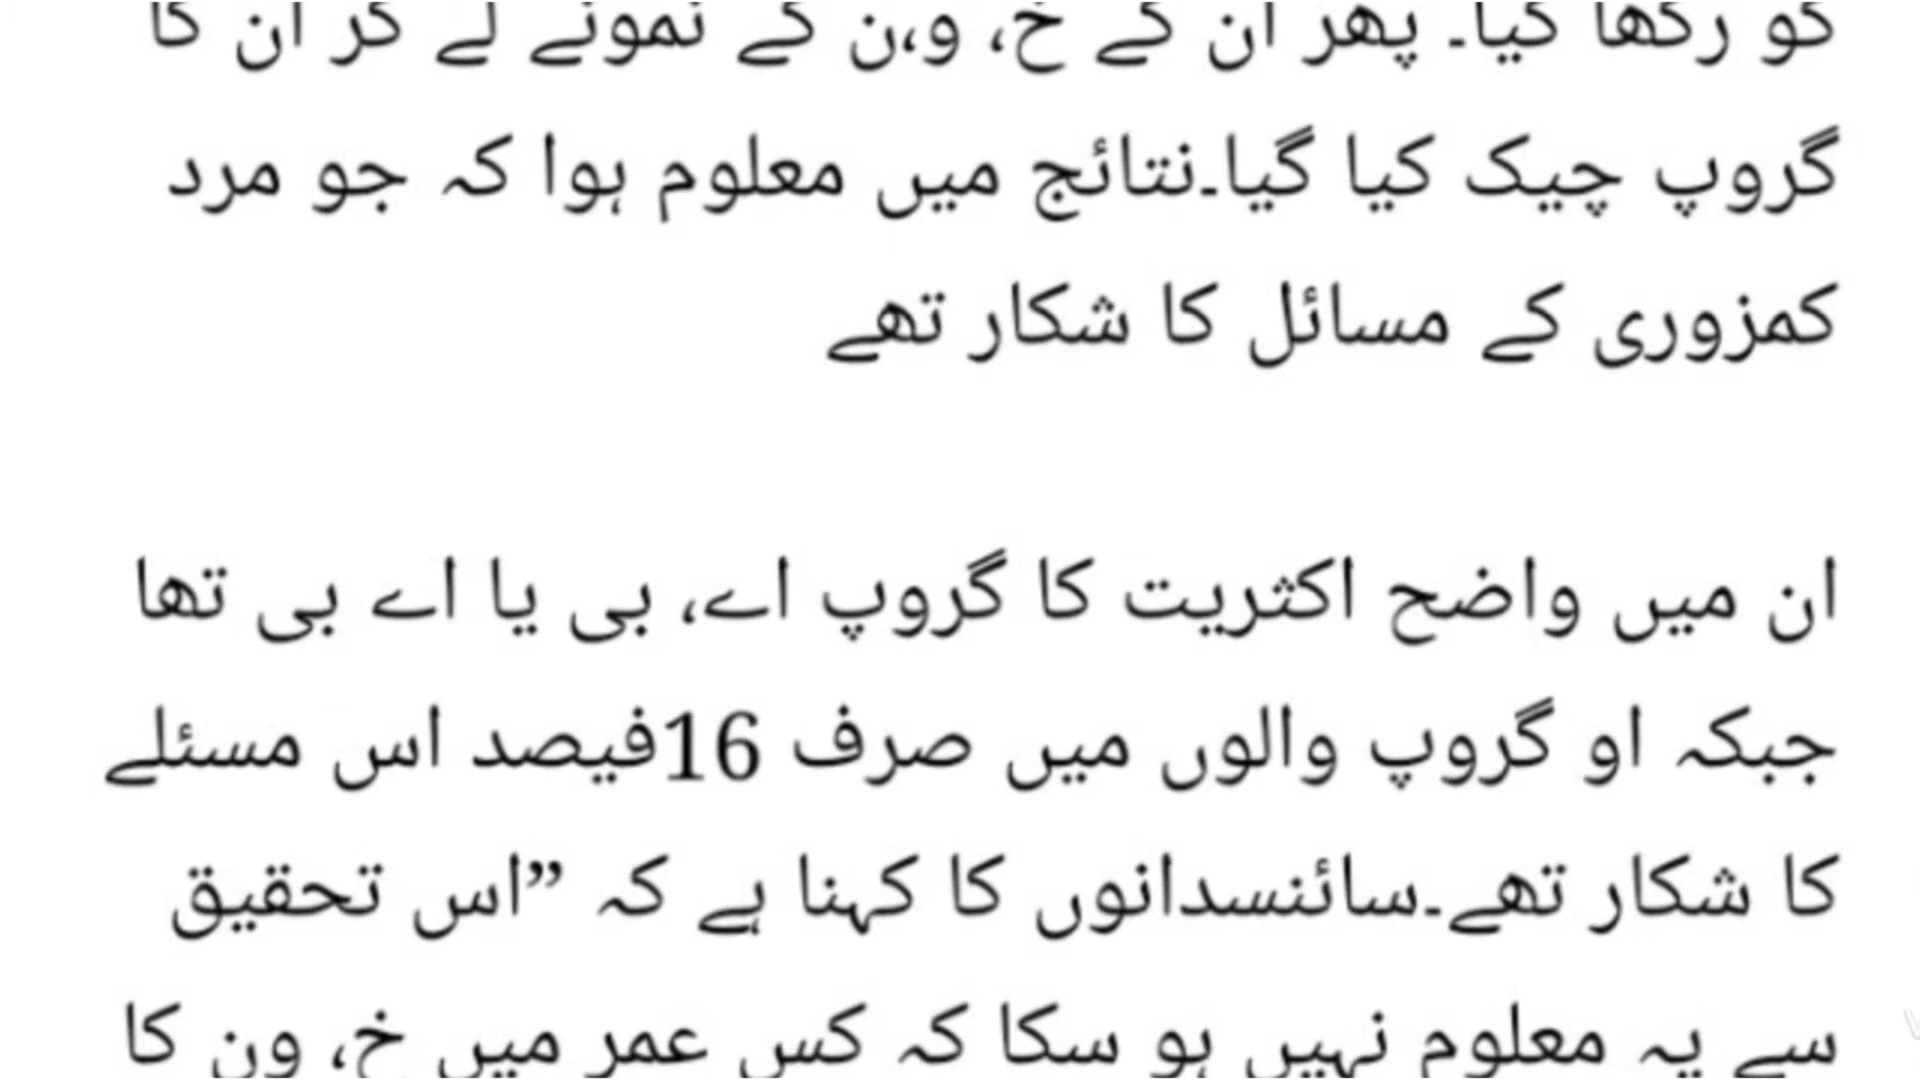 کو رکھا گیا۔ پھر ان کے خ، و،ن کے نمونے لے کر ان کا
گروپ چیک کیا گیا۔نتائج میں معلوم ہوا کہ جو مرد
کمزوری کے مسائل کا شکار تھے
ان میں واضح اکثریت کا گروپ اے، بی یا اے بی تھا
جبکہ او گروپ والوں میں صرف 16فیصد اس مسئلے
کا شکار تھے۔سائنسدانوں کا کہنا ہے کہ ”اس تحقیق
سے یہ معلوم نہیں ہو سکا کہ کس عمر میں خ، ون کا